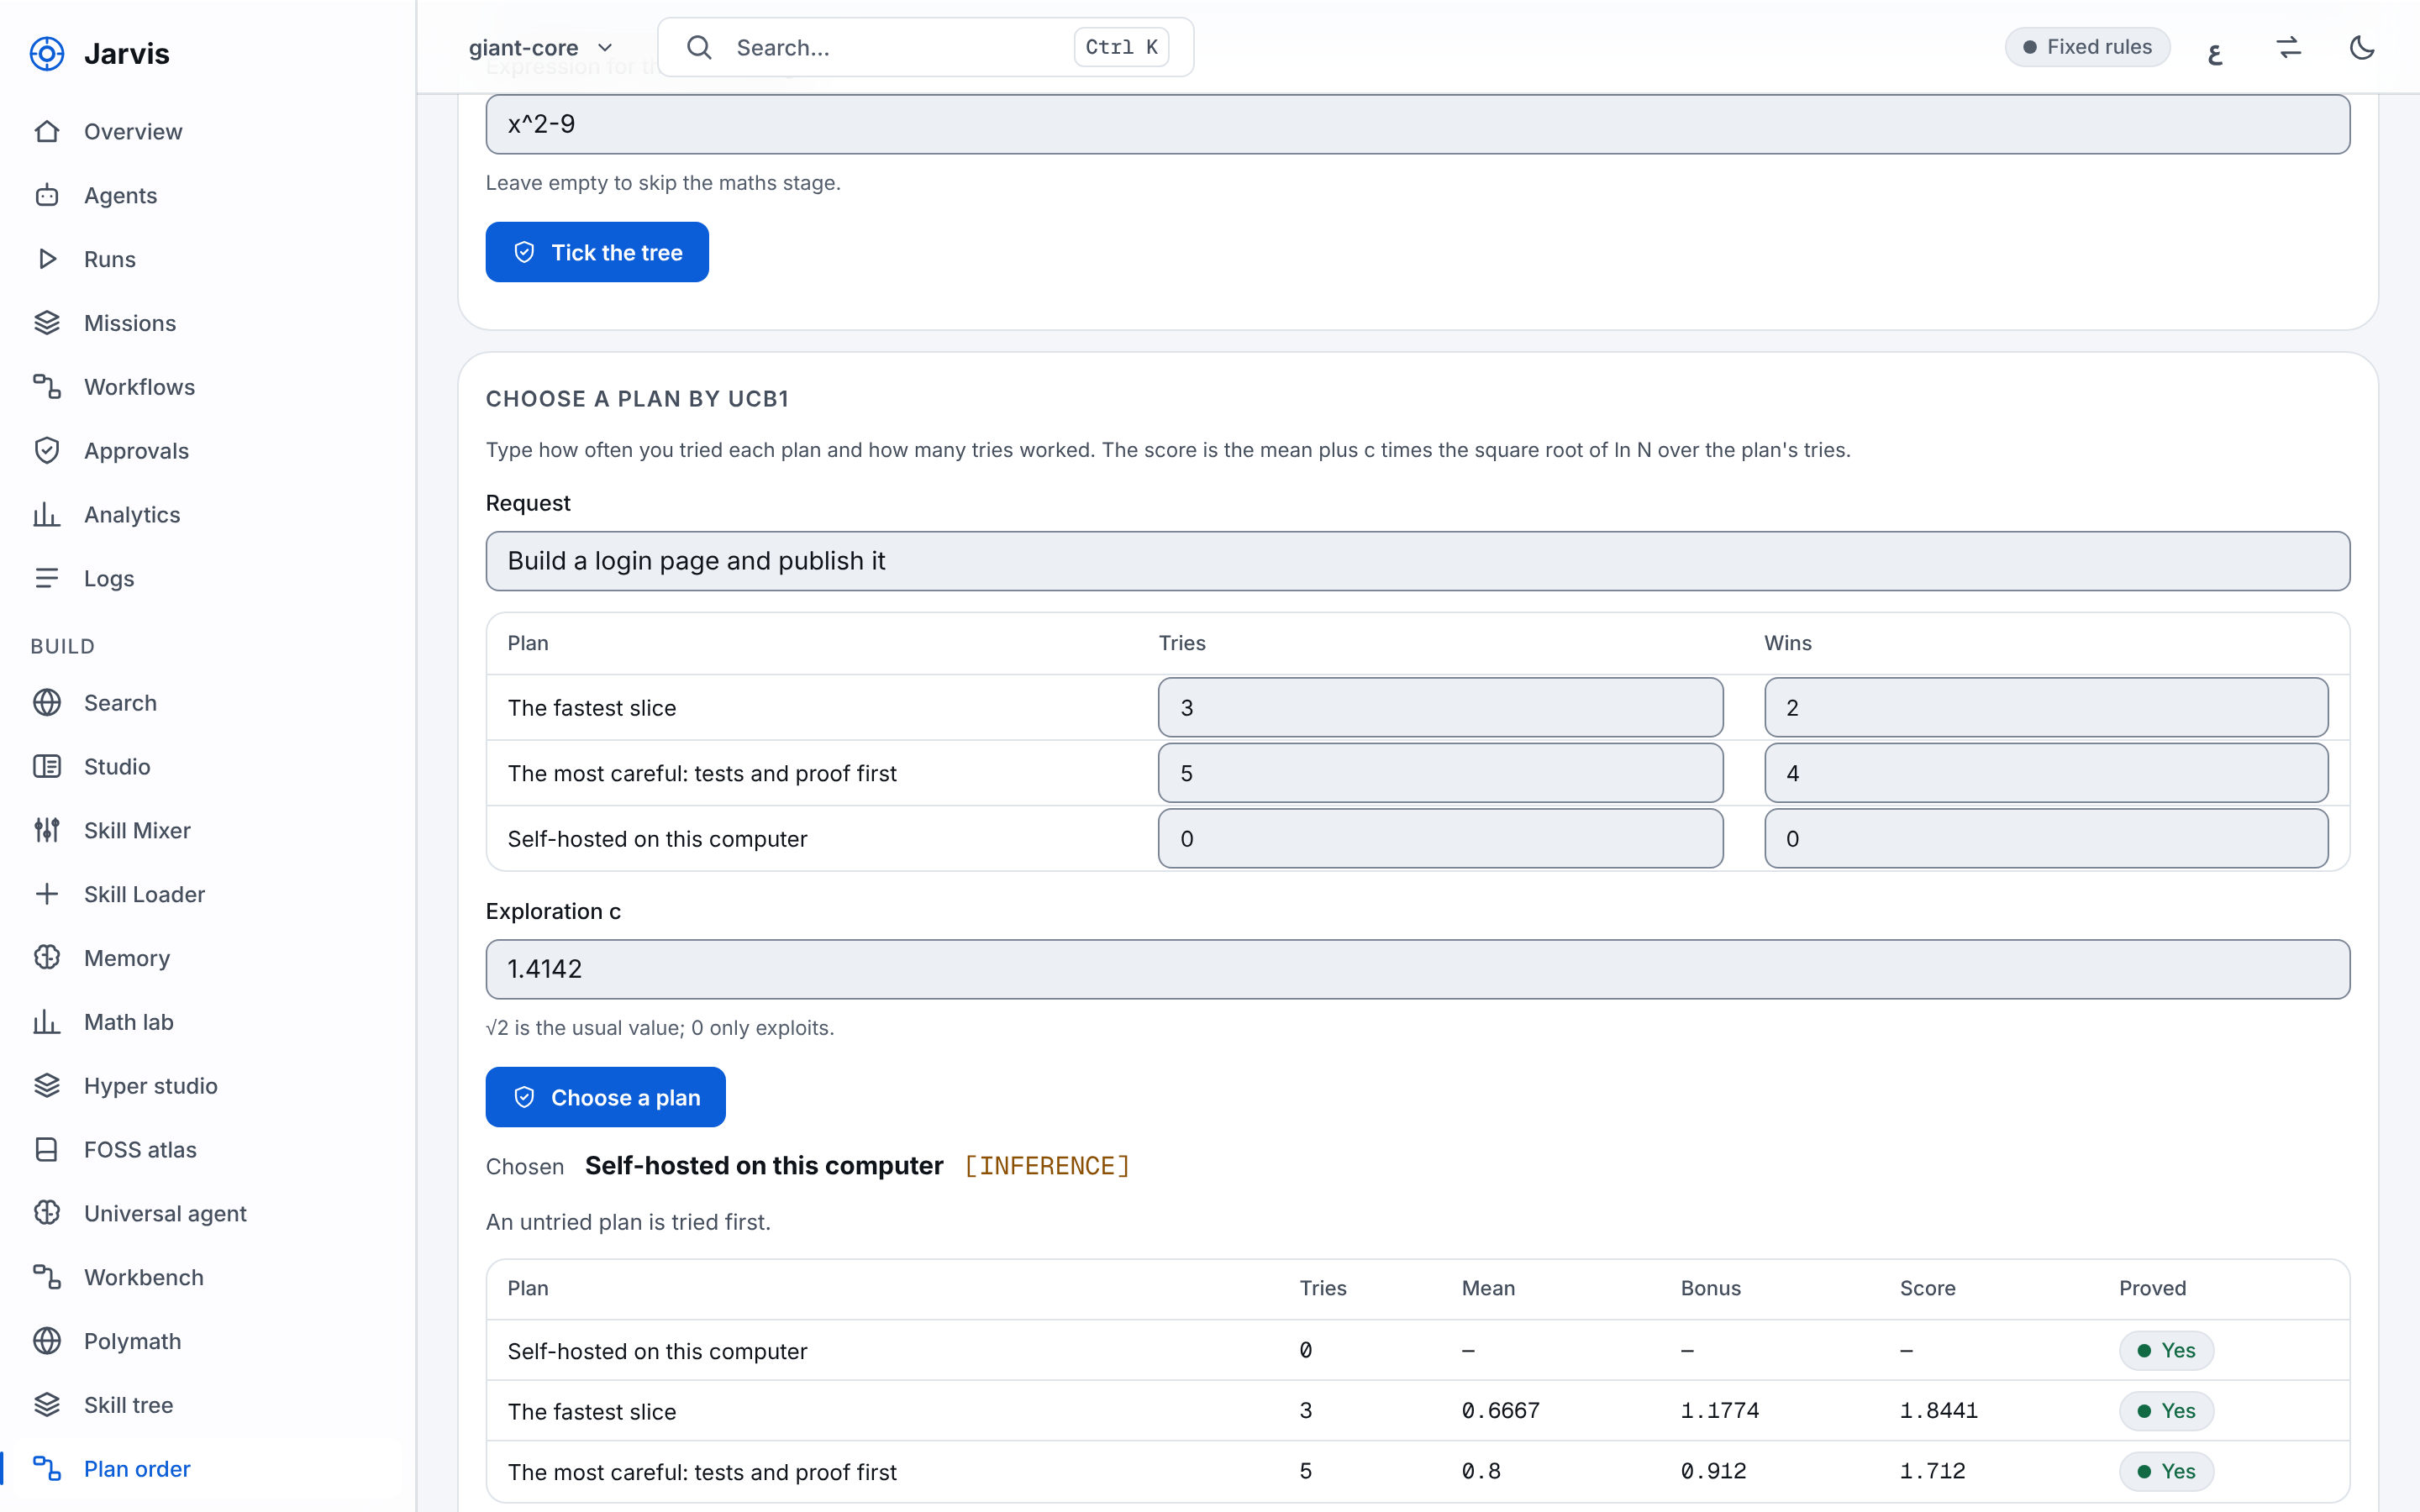 Jarvis
Overview
Agents
Runs
Missions
Workflows
Approvals
Analytics
Logs
BUILD
Search
Studio
Skill Mixer
Skill Loader
Memory
Math lab
Hyper studio
FOSS atlas
Universal agent
Workbench
Polymath
Skill tree
Plan order
giant-core
Search...
Ctrl K
Fixed rules
ع
x^2-9
Leave empty to skip the maths stage.
Tick the tree
CHOOSE A PLAN BY UCB1
Type how often you tried each plan and how many tries worked. The score is the mean plus c times the square root of ln N over the plan's tries.
Request
Build a login page and publish it
Plan Tries Wins
The fastest slice 3 2
The most careful: tests and proof first 5 4
Self-hosted on this computer 0 0
Exploration c
1.4142
√2 is the usual value; 0 only exploits.
Choose a plan
Chosen Self-hosted on this computer [INFERENCE]
An untried plan is tried first.
Plan Tries Mean Bonus Score Proved
Self-hosted on this computer 0 – – – Yes
The fastest slice 3 0.6667 1.1774 1.8441 Yes
The most careful: tests and proof first 5 0.8 0.912 1.712 Yes